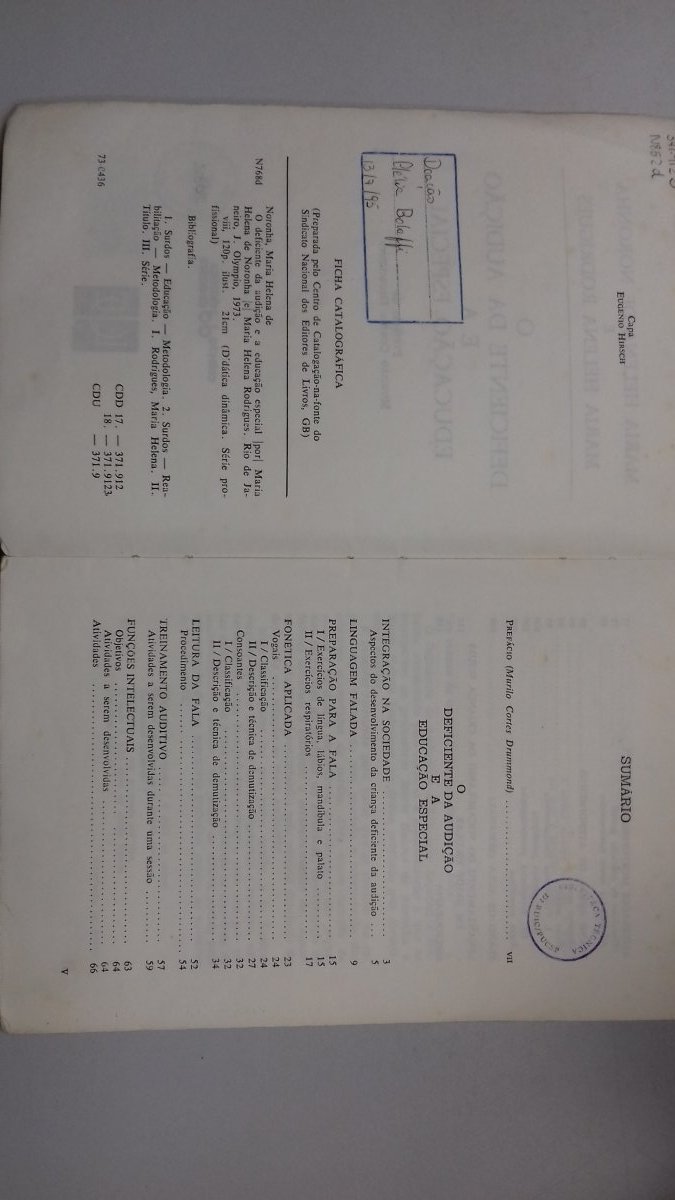 N768d
Capa
EUGENIO HIRSCH
Doação
13/9/95
FICHA CATALOGRÁFICA
(Preparada pelo Centro de Catalogação-na-fonte do
Sindicato Nacional dos Editores de Livros, GB)
Noronha, Maria Helena de
N768d O deficiente da audição e a educação especial |por| Maria
Helena de Noronha |e| Maria Helena Rodrigues. Rio de Ja-
neiro, J. Olympio, 1973.
viii, 120p. ilust. 21cm (D'dática dinâmica. Série pro-
fissional)
Bibliografia.
1. Surdos — Educação — Metodologia. 2. Surdos — Rea-
bilitação — Metodologia. I. Rodrigues, Maria Helena. II.
Título. III. Série.
CDD 17. — 371.912
18. — 371.9123
73-0436 CDU — 371.9
SUMÁRIO
BIBLIOTECA TÉCNICA
PREFÁCIO (Murilo Cortes Drummond) ........................ VII
O
DEFICIENTE DA AUDIÇÃO
E A
EDUCAÇÃO ESPECIAL
INTEGRAÇÃO NA SOCIEDADE ........................ 3
Aspectos do desenvolvimento da criança deficiente da audição ... 5
LINGUAGEM FALADA ........................ 9
PREPARAÇÃO PARA A FALA ........................ 15
I / Exercícios de língua, lábios, mandíbula e palato .......... 15
II / Exercícios respiratórios ........................ 17
FONÉTICA APLICADA ........................ 23
Vogais ........................ 24
I / Classificação ........................ 24
II / Descrição e técnica de demutização ........................ 27
Consoantes ........................ 32
I / Classificação ........................ 32
II / Descrição e técnica de demutização ........................ 34
LEITURA DA FALA ........................ 52
Procedimento ........................ 54
TREINAMENTO AUDITIVO ........................ 57
Atividades a serem desenvolvidas durante uma sessão .......... 59
FUNÇÕES INTELECTUAIS ........................ 63
Objetivos ........................ 64
Atividades a serem desenvolvidas ........................ 64
Atividades ........................ 66
V